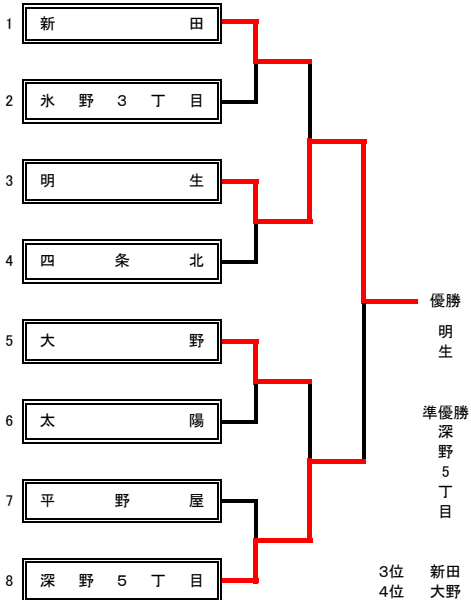 1 新田
2 氷野3丁目
3 明生
4 四条北
5 大野
6 太陽
7 平野屋
8 深野5丁目
優勝
明生
準優勝
深野5丁目
3位 新田
4位 大野